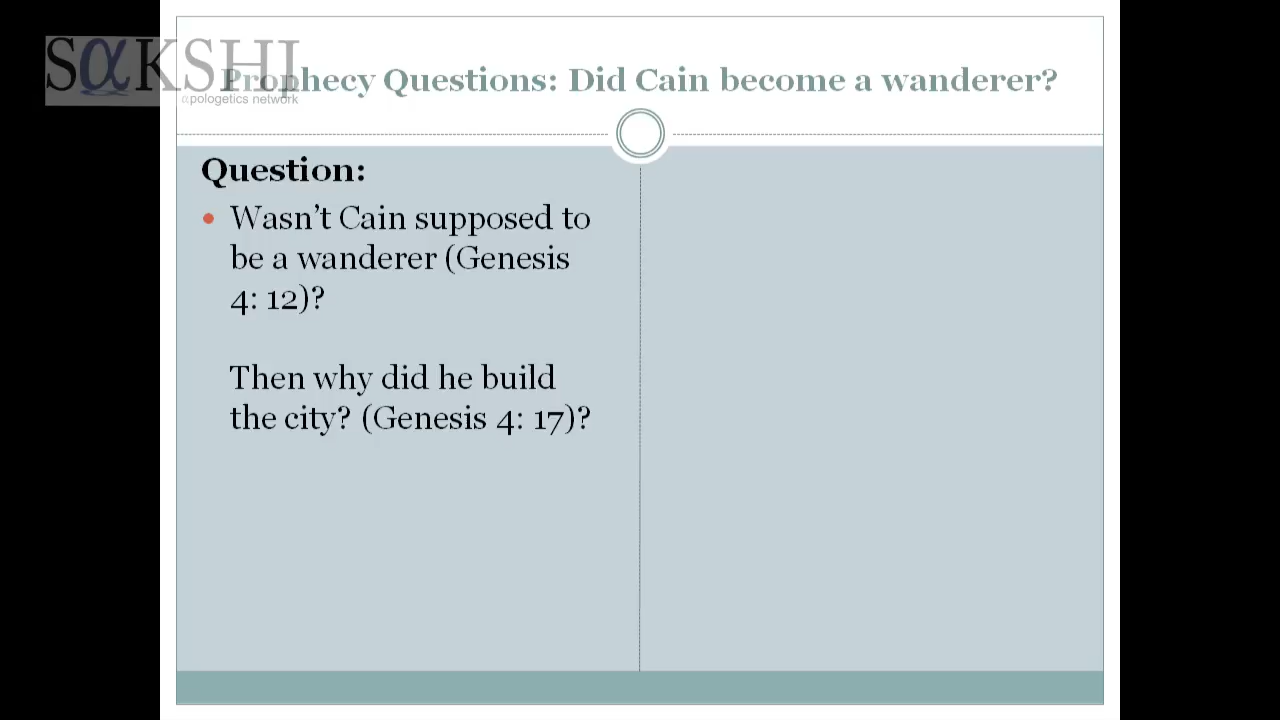 SαKSHI
αpologetics network
Prophecy Questions: Did Cain become a wanderer?
Question:
Wasn't Cain supposed to
be a wanderer (Genesis
4: 12)?
Then why did he build
the city? (Genesis 4: 17)?